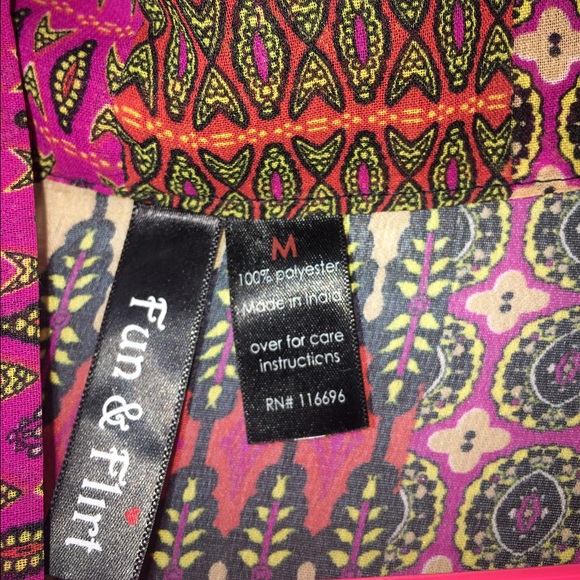 Fun & Flirt
M
100% polyester
Made in India
over for care
instructions
RN# 116696